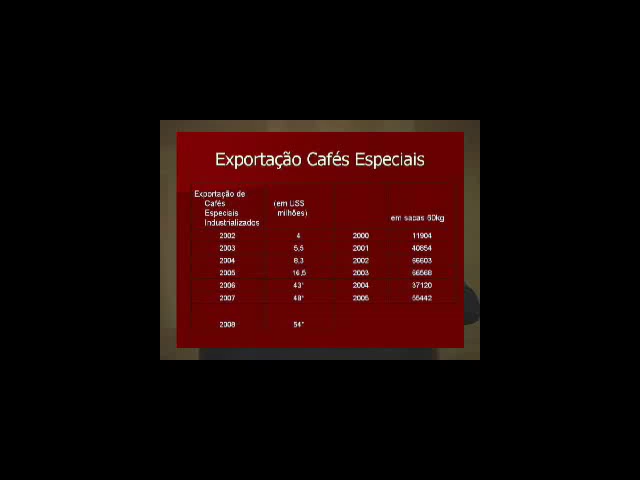 Exportação Cafés Especiais
Exportação de
Cafés
Especiais
Industrializados
(em US$
milhões)
em sacas 60kg
2002 4 2000 11904
2003 5,5 2001 40854
2004 8,3 2002 66603
2005 16,5 2003 66568
2006 43* 2004 37120
2007 48* 2005 55442
2008 54*